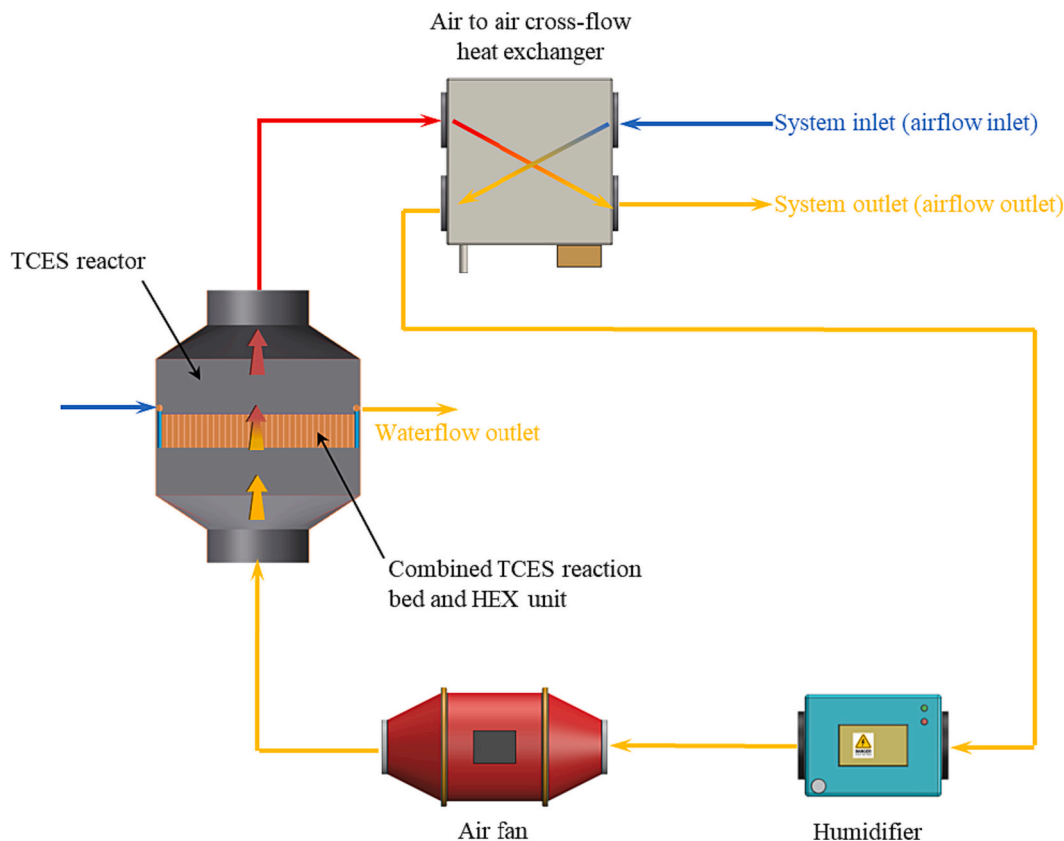 Air to air cross-flow
heat exchanger
System inlet (airflow inlet)
System outlet (airflow outlet)
TCES reactor
Waterflow outlet
Combined TCES reaction
bed and HEX unit
DANGER
Air fan
Humidifier